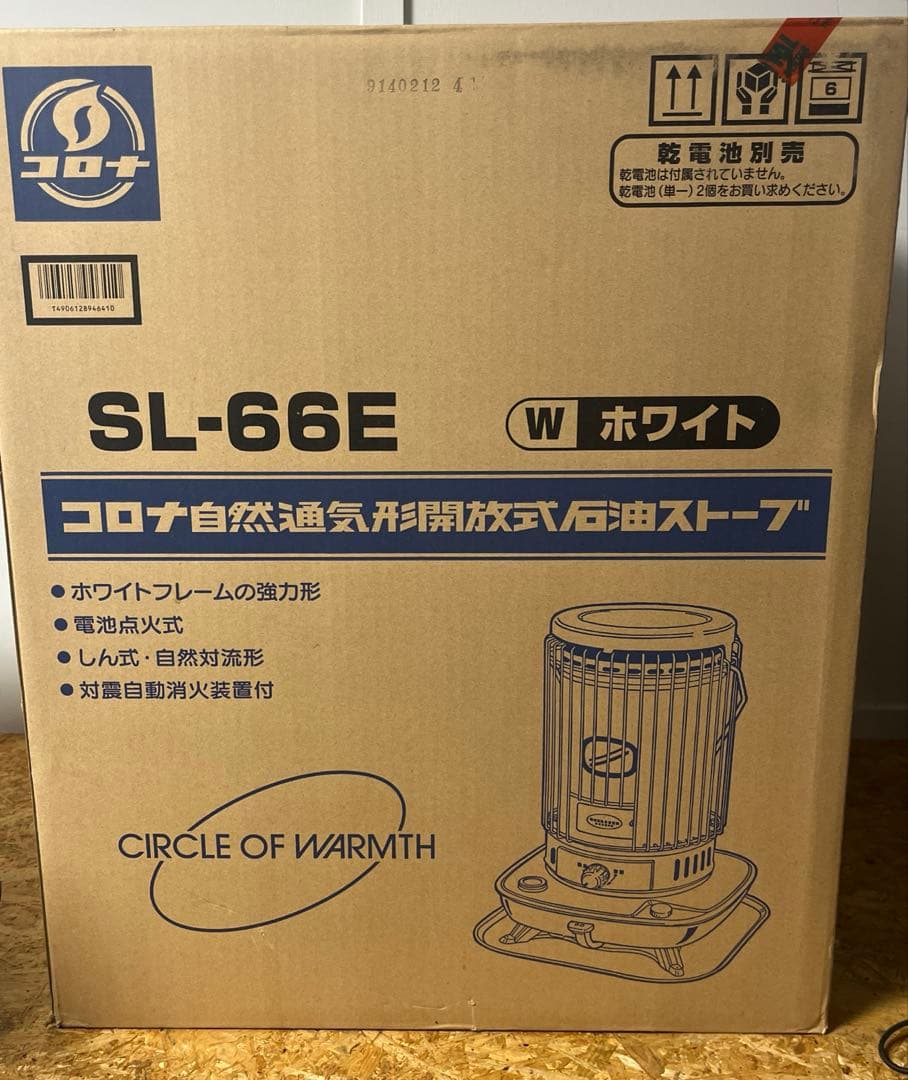 9140212 4
6
コロナ
乾電池別売
乾電池は付属されていません。
乾電池(単一)2個をお買い求めください。
T4906128946410
SL-66E
W ホワイト
コロナ自然通気形開放式石油ストーブ
●ホワイトフレームの強力形
●電池点火式
●しん式・自然対流形
●対震自動消火装置付
CIRCLE OF WARMTH